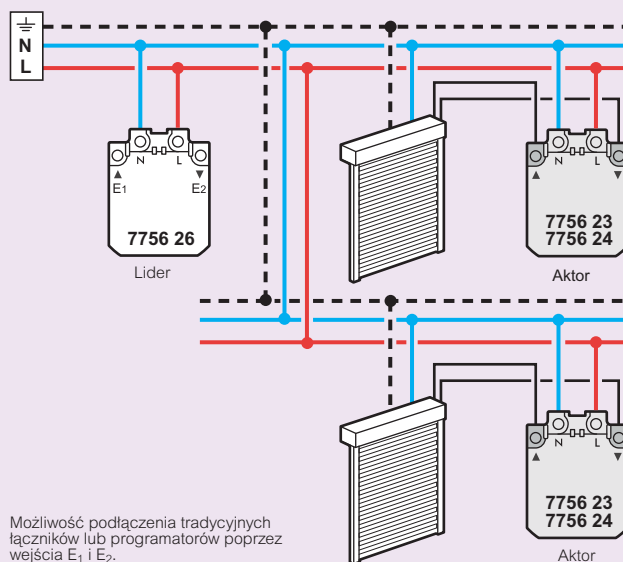 N
L
N L
▲ ▼
E1 E2
7756 26
Lider
N L
▲ ▼
7756 23
7756 24
Aktor
N L
▲ ▼
7756 23
7756 24
Aktor
Możliwość podłączenia tradycyjnych
łączników lub programatorów poprzez
wejścia E1 i E2.